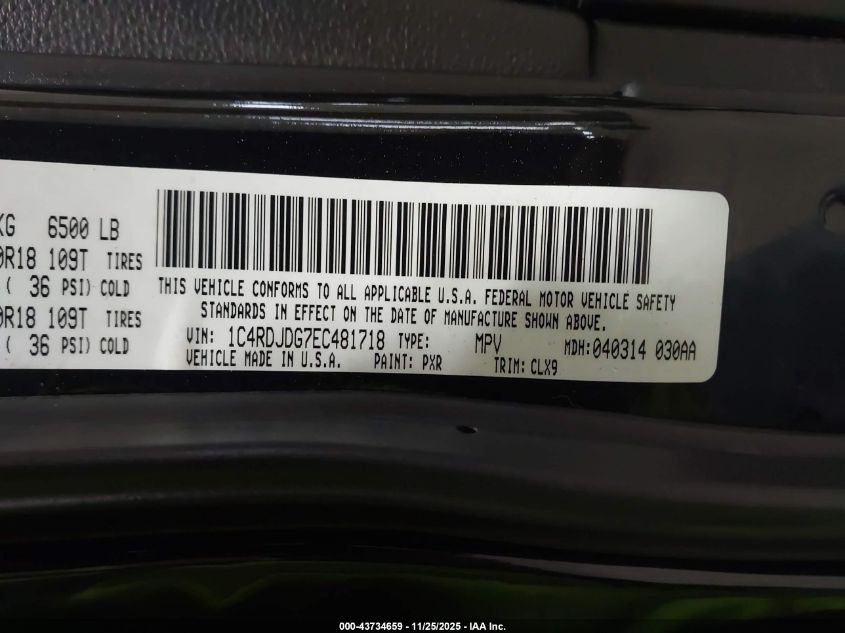 KG 6500 LB
0R18 109T TIRES
( 36 PSI) COLD
0R18 109T TIRES
( 36 PSI) COLD
THIS VEHICLE CONFORMS TO ALL APPLICABLE U.S.A. FEDERAL MOTOR VEHICLE SAFETY
STANDARDS IN EFFECT ON THE DATE OF MANUFACTURE SHOWN ABOVE.
VIN: 1C4RDJDG7EC481718 TYPE: MPV MDH:040314 030AA
VEHICLE MADE IN U.S.A. PAINT: PXR TRIM: CLX9
000-43734659 - 11/25/2025 - IAA Inc.